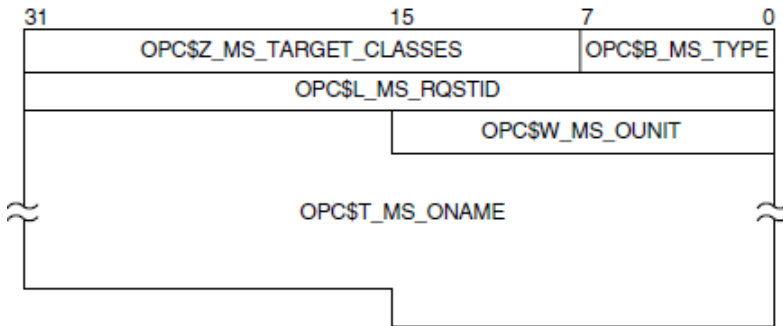 31 15 7 0
OPC$Z_MS_TARGET_CLASSES OPC$B_MS_TYPE
OPC$L_MS_RQSTID
OPC$W_MS_OUNIT
OPC$T_MS_ONAME